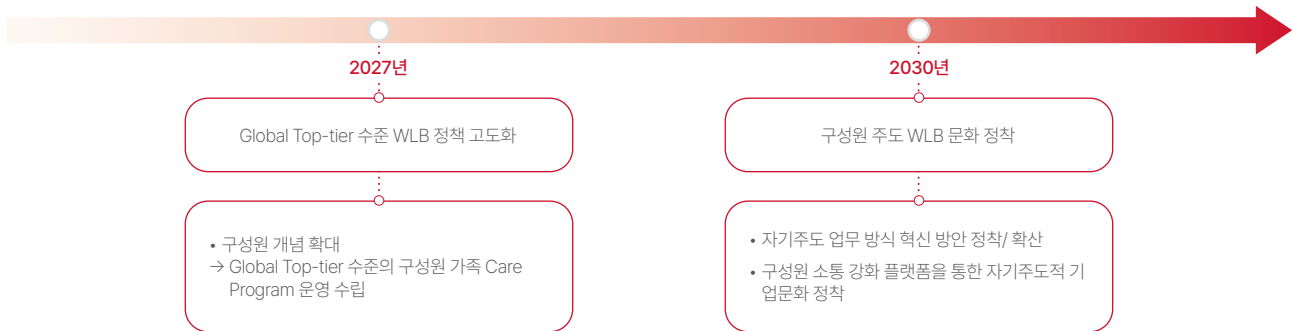 2027년
Global Top-tier 수준 WLB 정책 고도화
• 구성원 개념 확대
→ Global Top-tier 수준의 구성원 가족 Care
Program 운영 수립
2030년
구성원 주도 WLB 문화 정착
• 자기주도 업무 방식 혁신 방안 정착/ 확산
• 구성원 소통 강화 플랫폼을 통한 자기주도적 기
업문화 정착